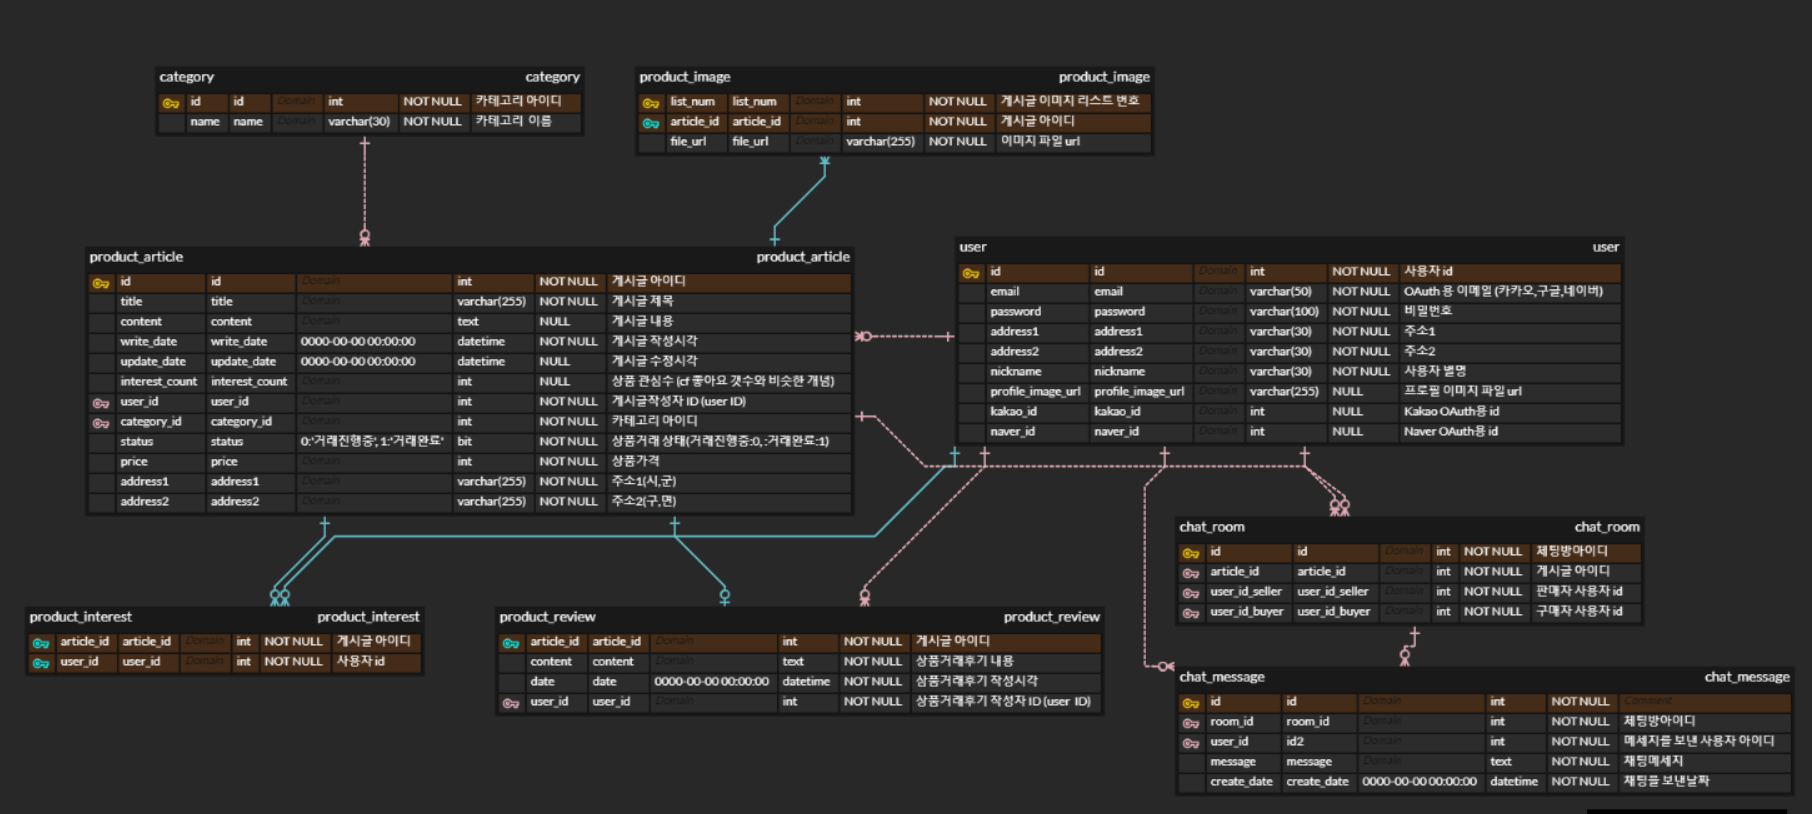 category category
id id Domain int NOT NULL 카테고리 아이디
name name Domain varchar(30) NOT NULL 카테고리 이름
product_image product_image
list_num list_num Domain int NOT NULL 게시글 이미지 리스트 번호
article_id article_id Domain int NOT NULL 게시글 아이디
file_url file_url Domain varchar(255) NOT NULL 이미지 파일 url
product_article product_article
id id Domain int NOT NULL 게시글 아이디
title title Domain varchar(255) NOT NULL 게시글 제목
content content Domain text NULL 게시글 내용
write_date write_date 0000-00-00 00:00:00 datetime NOT NULL 게시글 작성시각
update_date update_date 0000-00-00 00:00:00 datetime NULL 게시글 수정시각
interest_count interest_count Domain int NULL 상품 관심수 (cf 좋아요 갯수와 비슷한 개념)
user_id user_id Domain int NOT NULL 게시글작성자 ID (user ID)
category_id category_id Domain int NOT NULL 카테고리 아이디
status status 0:'거래진행중', 1:'거래완료' bit NOT NULL 상품거래 상태(거래진행중:0, :거래완료:1)
price price Domain int NOT NULL 상품가격
address1 address1 Domain varchar(255) NOT NULL 주소1(시,군)
address2 address2 Domain varchar(255) NOT NULL 주소2(구,면)
user user
id id Domain int NOT NULL 사용자 id
email email Domain varchar(50) NOT NULL OAuth 용 이메일 (카카오,구글,네이버)
password password Domain varchar(100) NOT NULL 비밀번호
address1 address1 Domain varchar(30) NOT NULL 주소1
address2 address2 Domain varchar(30) NOT NULL 주소2
nickname nickname Domain varchar(30) NOT NULL 사용자 별명
profile_image_url profile_image_url Domain varchar(255) NULL 프로필 이미지 파일 url
kakao_id kakao_id Domain int NULL Kakao OAuth용 id
naver_id naver_id Domain int NULL Naver OAuth용 id
chat_room chat_room
id id Domain int NOT NULL 체팅방아이디
article_id article_id Domain int NOT NULL 게시글 아이디
user_id_seller user_id_seller Domain int NOT NULL 판매자 사용자 id
user_id_buyer user_id_buyer Domain int NOT NULL 구매자 사용자 id
product_interest product_interest
article_id article_id Domain int NOT NULL 게시글 아이디
user_id user_id Domain int NOT NULL 사용자 id
product_review product_review
article_id article_id Domain int NOT NULL 게시글 아이디
content content Domain text NOT NULL 상품거래후기 내용
date date 0000-00-00 00:00:00 datetime NOT NULL 상품거래후기 작성시각
user_id user_id Domain int NOT NULL 상품거래후기 작성자 ID (user ID)
chat_message chat_message
id id Domain int NOT NULL Comment
room_id room_id Domain int NOT NULL 체팅방아이디
user_id id2 Domain int NOT NULL 메세지를 보낸 사용자 아이디
message message Domain text NOT NULL 채팅메세지
create_date create_date 0000-00-00 00:00:00 datetime NOT NULL 채팅을 보낸날짜